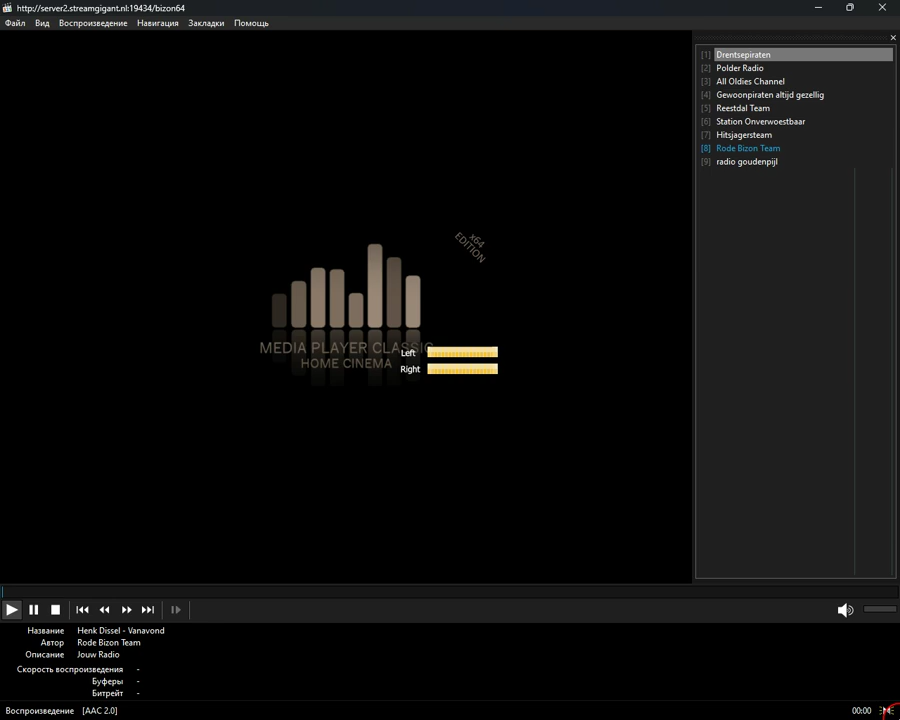 http://server2.streamgigant.nl:19434/bizon64
Файл Вид Воспроизведение Навигация Закладки Помощь
[1] Drentsepiraten
[2] Polder Radio
[3] All Oldies Channel
[4] Gewoonpiraten altijd gezellig
[5] Reestdal Team
[6] Station Onverwoestbaar
[7] Hitsjagersteam
[8] Rode Bizon Team
[9] radio goudenpijl
x64
EDITION
MEDIA PLAYER CLASSIC
HOME CINEMA
Left
Right
Название Henk Dissel - Vanavond
Автор Rode Bizon Team
Описание Jouw Radio
Скорость воспроизведения -
Буферы -
Битрейт -
Воспроизведение [AAC 2.0] 00:00